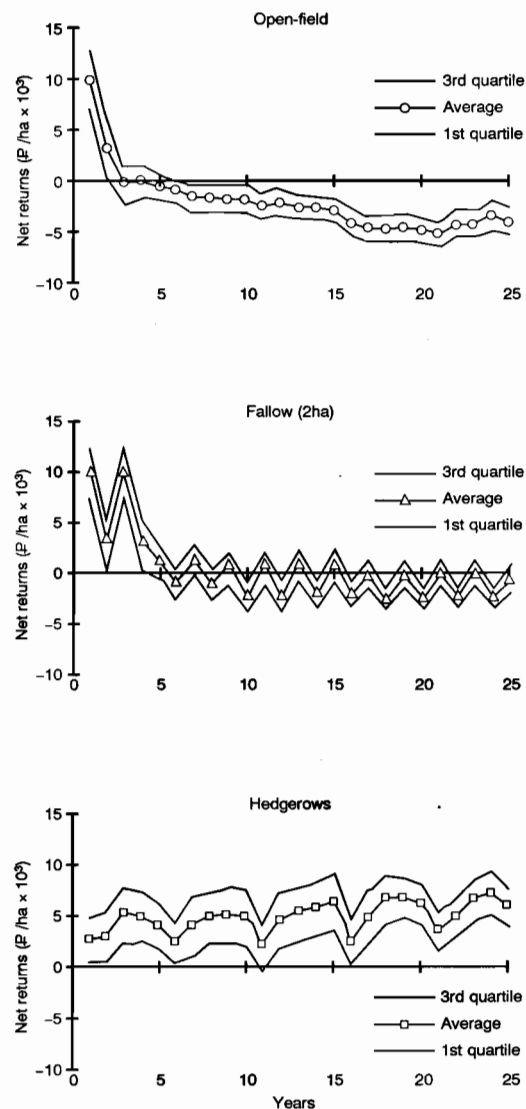 Open-field
Net returns (₱/ha × 10³)
15
10
5
0
−5
−10
3rd quartile
Average
1st quartile
0
5
10
15
20
25
Fallow (2ha)
Net returns (₱/ha × 10³)
15
10
5
0
−5
−10
3rd quartile
Average
1st quartile
0
5
10
15
20
25
Hedgerows
Net returns (₱/ha × 10³)
15
10
5
0
−5
−10
3rd quartile
Average
1st quartile
0
5
10
15
20
25
Years